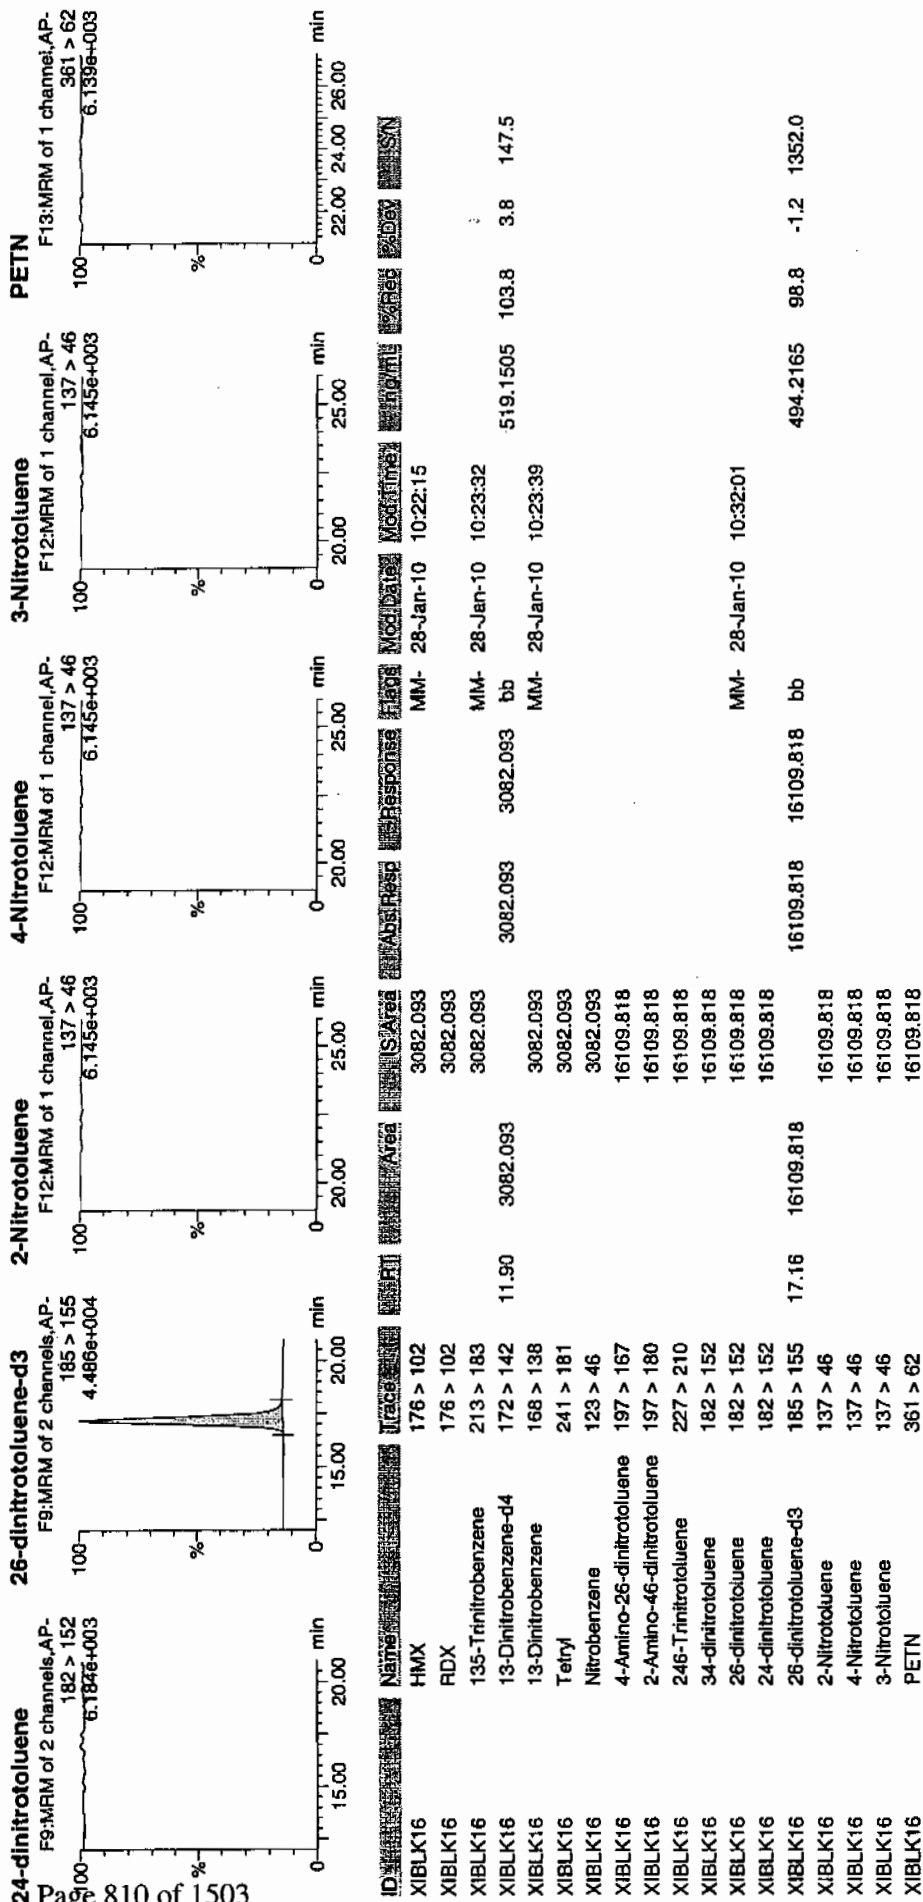 24-dinitrotoluene
F9:MRM of 2 channels,AP-
182 > 152
6.184e+003
100
%
0
15.00 20.00 min
26-dinitrotoluene-d3
F9:MRM of 2 channels,AP-
185 > 155
4.486e+004
100
%
0
15.00 20.00 min
2-Nitrotoluene
F12:MRM of 1 channel,AP-
137 > 46
6.145e+003
100
%
0
20.00 25.00 min
4-Nitrotoluene
F12:MRM of 1 channel,AP-
137 > 46
6.145e+003
100
%
0
20.00 25.00 min
3-Nitrotoluene
F12:MRM of 1 channel,AP-
137 > 46
6.145e+003
100
%
0
20.00 25.00 min
PETN
F13:MRM of 1 channel,AP-
361 > 62
6.139e+003
100
%
0
22.00 24.00 26.00 min
ID Name Trace RT Area IS Area Abs.Resp Response Flags Mod.Date Mod.Time ng/mL %Rec %Dev S/N
XIBLK16 HMX 176 > 102 3082.093 MM- 28-Jan-10 10:22:15
XIBLK16 RDX 176 > 102 3082.093
XIBLK16 135-Trinitrobenzene 213 > 183 3082.093 MM- 28-Jan-10 10:23:32
XIBLK16 13-Dinitrobenzene-d4 172 > 142 11.90 3082.093 3082.093 3082.093 bb 519.1505 103.8 3.8 147.5
XIBLK16 13-Dinitrobenzene 168 > 138 3082.093 MM- 28-Jan-10 10:23:39
XIBLK16 Tetryl 241 > 181 3082.093
XIBLK16 Nitrobenzene 123 > 46 3082.093
XIBLK16 4-Amino-26-dinitrotoluene 197 > 167 16109.818
XIBLK16 2-Amino-46-dinitrotoluene 197 > 180 16109.818
XIBLK16 246-Trinitrotoluene 227 > 210 16109.818
XIBLK16 34-dinitrotoluene 182 > 152 16109.818
XIBLK16 26-dinitrotoluene 182 > 152 16109.818 MM- 28-Jan-10 10:32:01
XIBLK16 24-dinitrotoluene 182 > 152 16109.818
XIBLK16 26-dinitrotoluene-d3 185 > 155 17.16 16109.818 16109.818 16109.818 bb 494.2165 98.8 -1.2 1352.0
XIBLK16 2-Nitrotoluene 137 > 46 16109.818
XIBLK16 4-Nitrotoluene 137 > 46 16109.818
XIBLK16 3-Nitrotoluene 137 > 46 16109.818
XIBLK16 PETN 361 > 62 16109.818
Page 810 of 1503